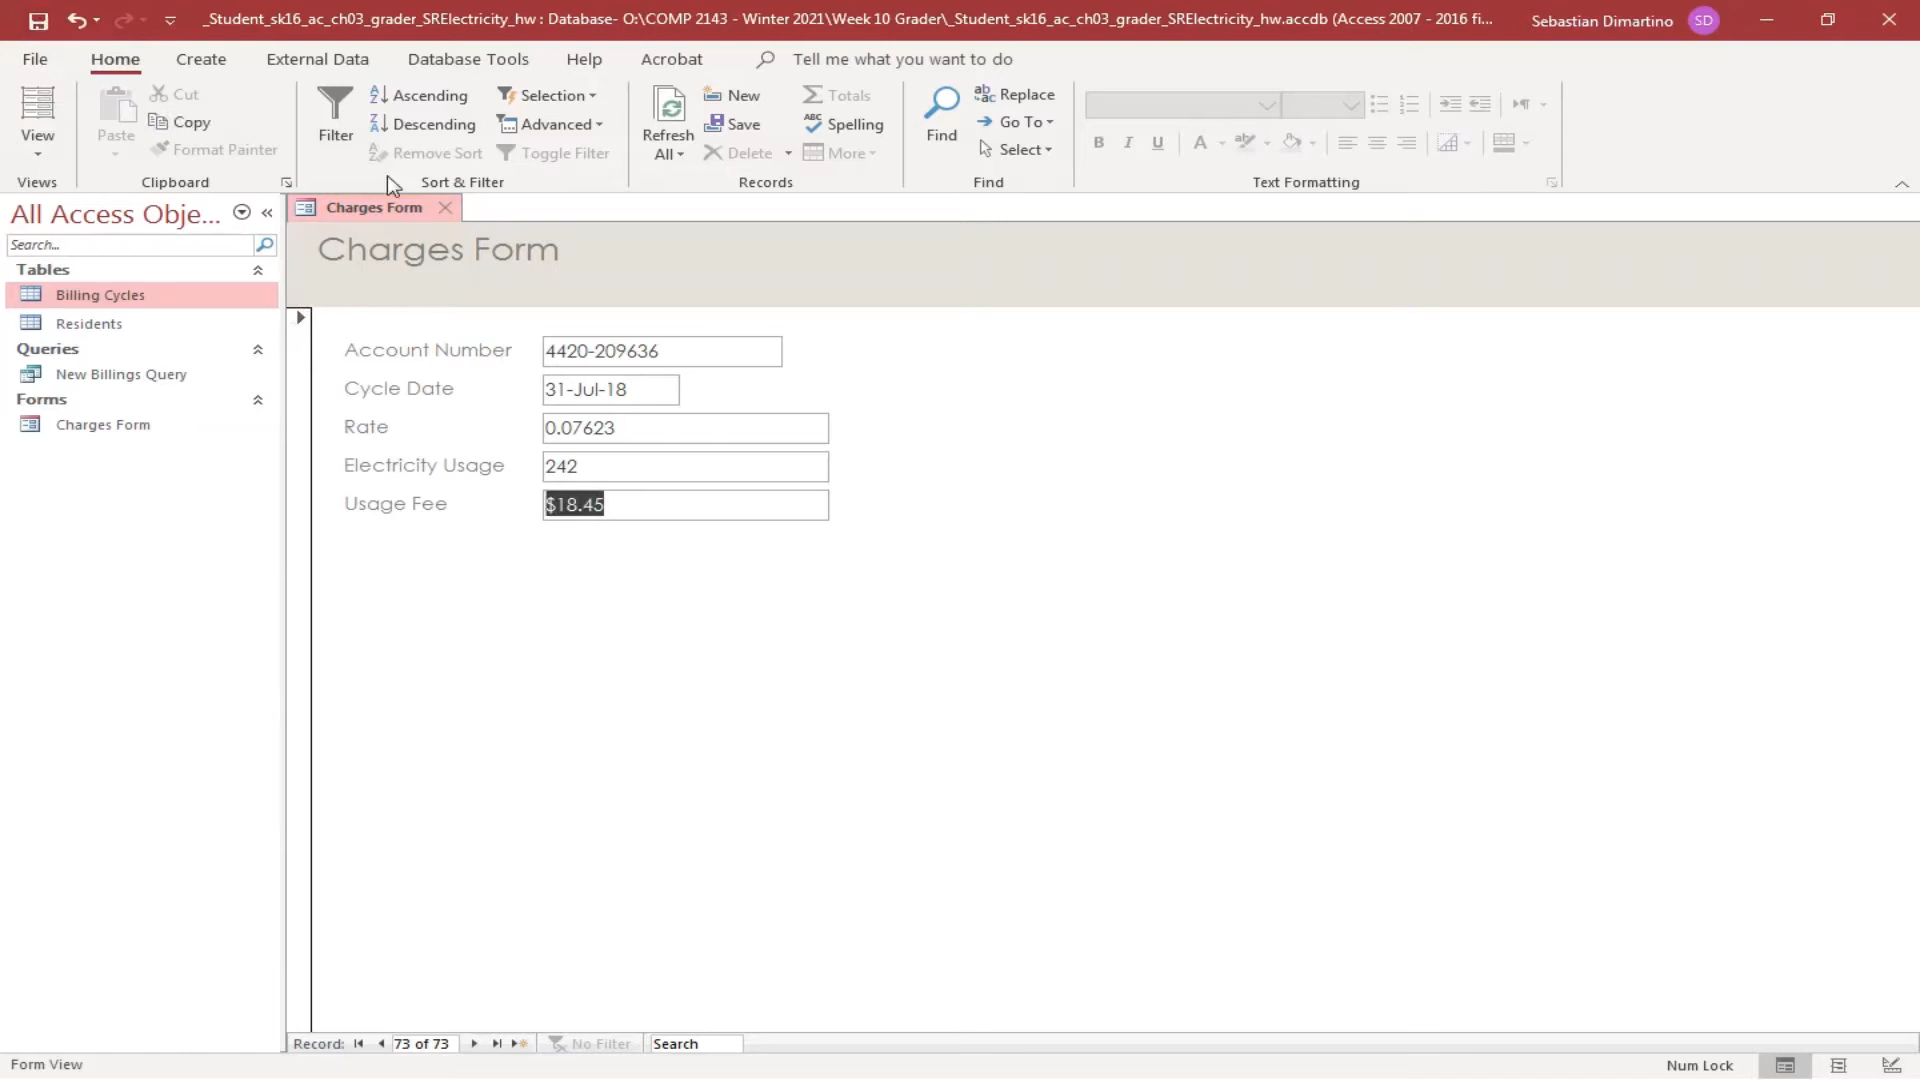 _Student_sk16_ac_ch03_grader_SRElectricity_hw : Database- O:\COMP 2143 - Winter 2021\Week 10 Grader\_Student_sk16_ac_ch03_grader_SRElectricity_hw.accdb (Access 2007 - 2016 fi... Sebastian Dimartino SD
File Home Create External Data Database Tools Help Acrobat Tell me what you want to do
View
Views
Paste
Cut
Copy
Format Painter
Clipboard
Filter
Ascending
Descending
Remove Sort
Selection
Advanced
Toggle Filter
Sort & Filter
Refresh
All
New
Save
Delete
Totals
Spelling
More
Records
Find
Replace
Go To
Select
Find
B I U A
Text Formatting
All Access Obje...
Search...
Tables
Billing Cycles
Residents
Queries
New Billings Query
Forms
Charges Form
Charges Form
Charges Form
Account Number 4420-209636
Cycle Date 31-Jul-18
Rate 0.07623
Electricity Usage 242
Usage Fee $18.45
Record: 73 of 73 No Filter Search
Form View Num Lock